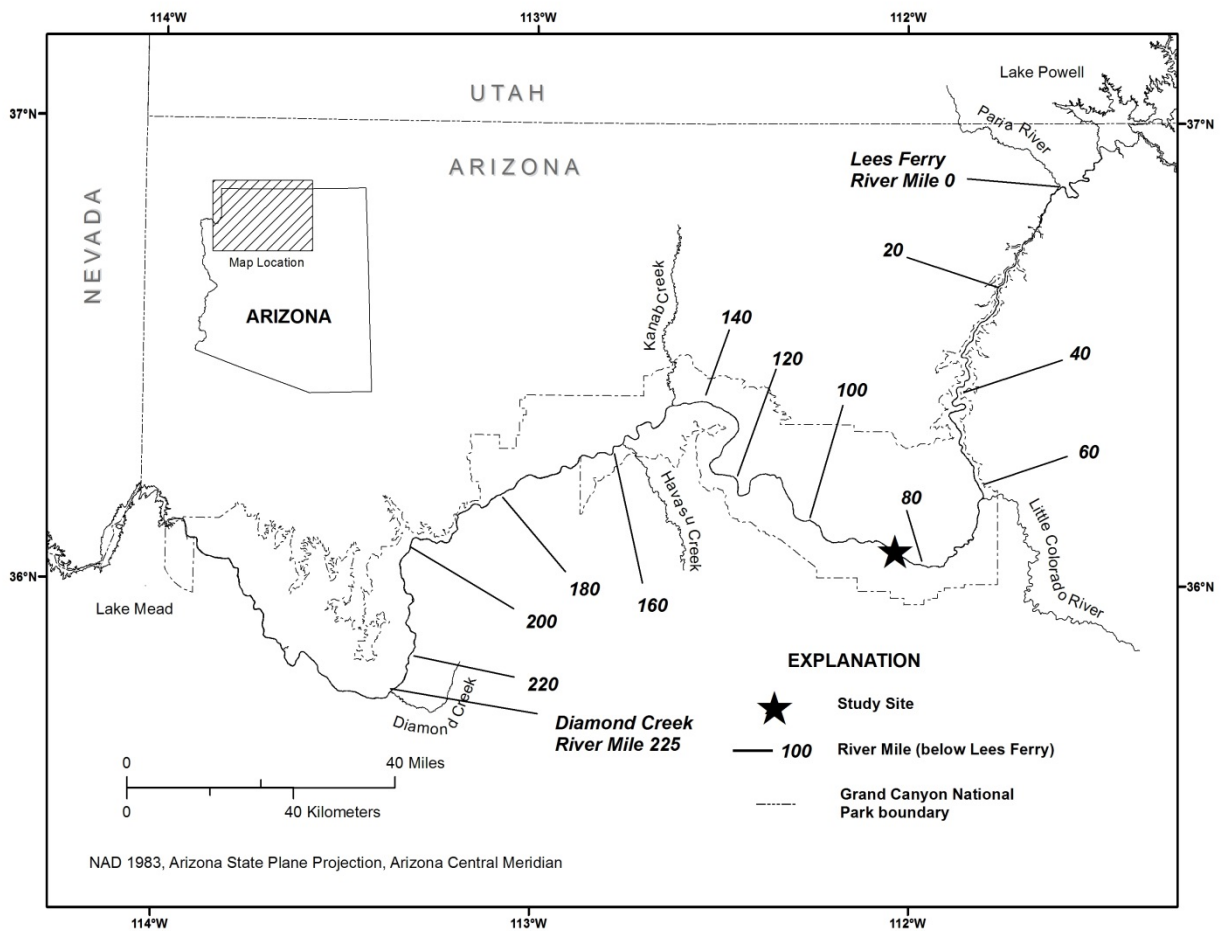 114°W
113°W
112°W
Lake Powell
UTAH
37°N
37°N
Paria River
ARIZONA
Lees Ferry
River Mile 0
NEVADA
20
Map Location
Kanab Creek
ARIZONA
140
40
120
100
60
80
Havasu Creek
Little Colorado River
36°N
36°N
180
160
Lake Mead
200
EXPLANATION
220
Study Site
Diamond Creek
Diamond Creek
River Mile 225
100
River Mile (below Lees Ferry)
0
40 Miles
0
40 Kilometers
Grand Canyon National
Park boundary
NAD 1983, Arizona State Plane Projection, Arizona Central Meridian
114°W
113°W
112°W